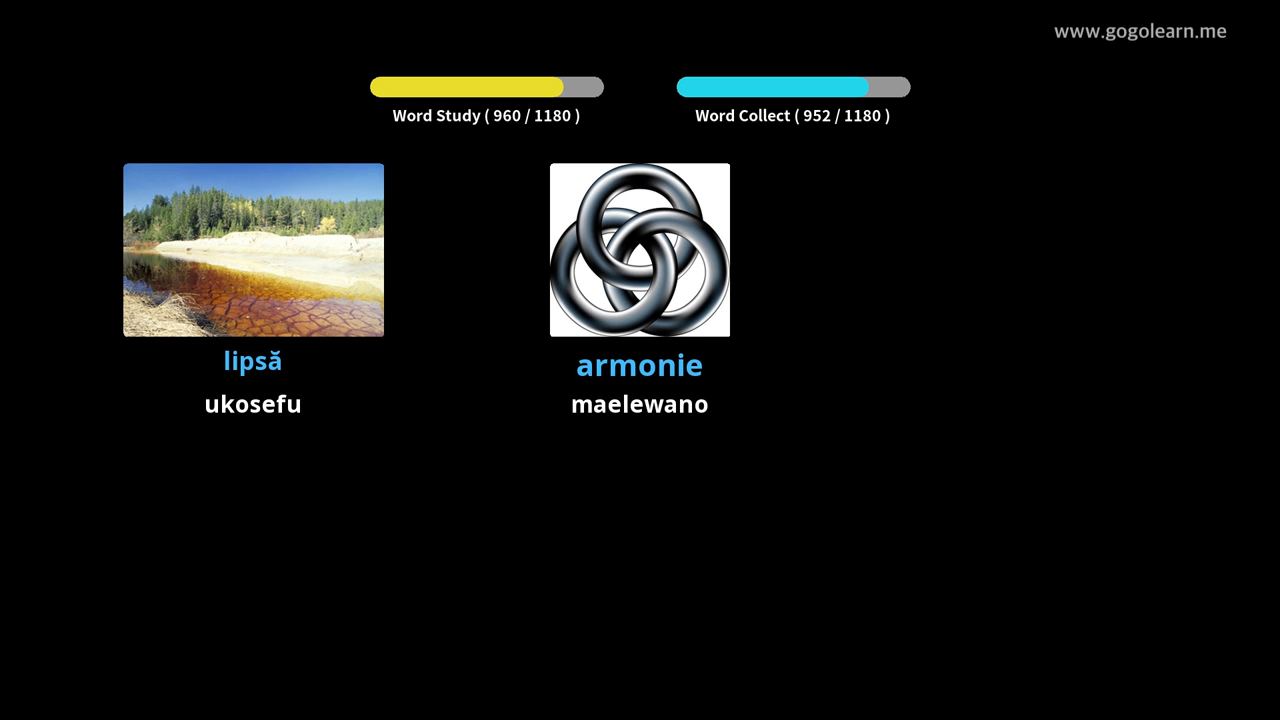 www.gogolearn.me
Word Study ( 960 / 1180 )
Word Collect ( 952 / 1180 )
lipsă
armonie
ukosefu
maelewano